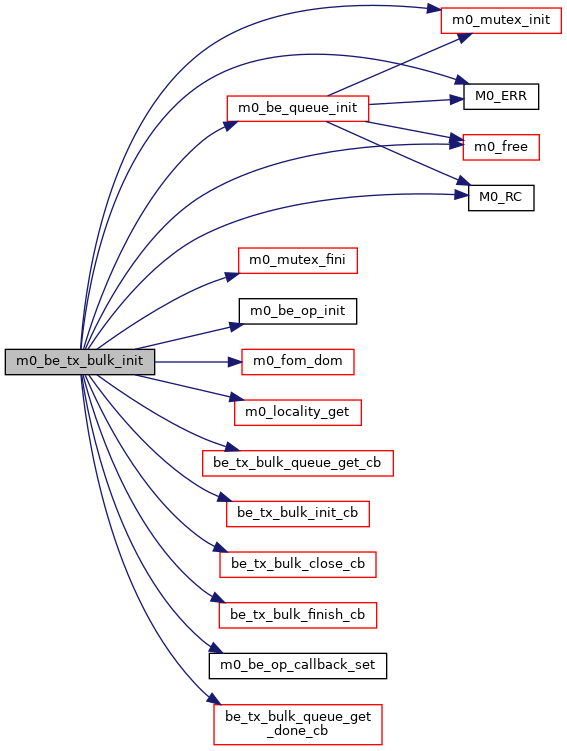 m0_mutex_init
M0_ERR
m0_be_queue_init
m0_free
M0_RC
m0_mutex_fini
m0_be_op_init
m0_be_tx_bulk_init
m0_fom_dom
m0_locality_get
be_tx_bulk_queue_get_cb
be_tx_bulk_init_cb
be_tx_bulk_close_cb
be_tx_bulk_finish_cb
m0_be_op_callback_set
be_tx_bulk_queue_get
_done_cb